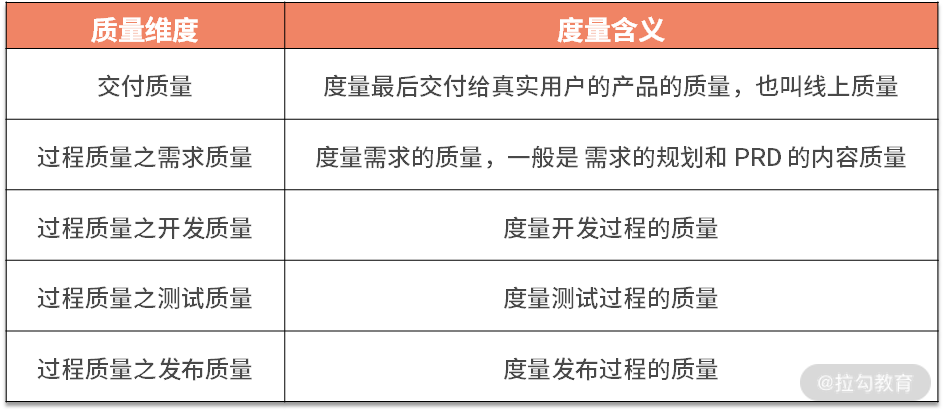 质量维度 度量含义
交付质量 度量最后交付给真实用户的产品的质量，也叫线上质量
过程质量之需求质量 度量需求的质量，一般是 需求的规划和 PRD 的内容质量
过程质量之开发质量 度量开发过程的质量
过程质量之测试质量 度量测试过程的质量
过程质量之发布质量 度量发布过程的质量
@拉勾教育